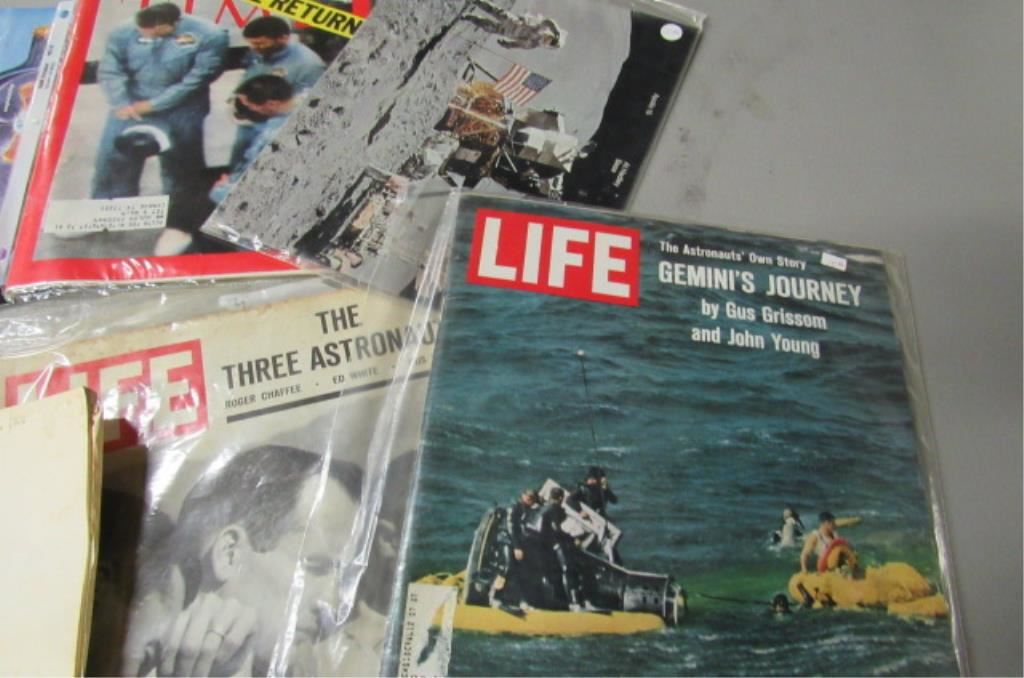 TIME
RETURN
LIFE
THE
THREE ASTRONAU
ROGER CHAFFEE · ED WHITE ·
LIFE
The Astronauts' Own Story
GEMINI'S JOURNEY
by Gus Grissom
and John Young